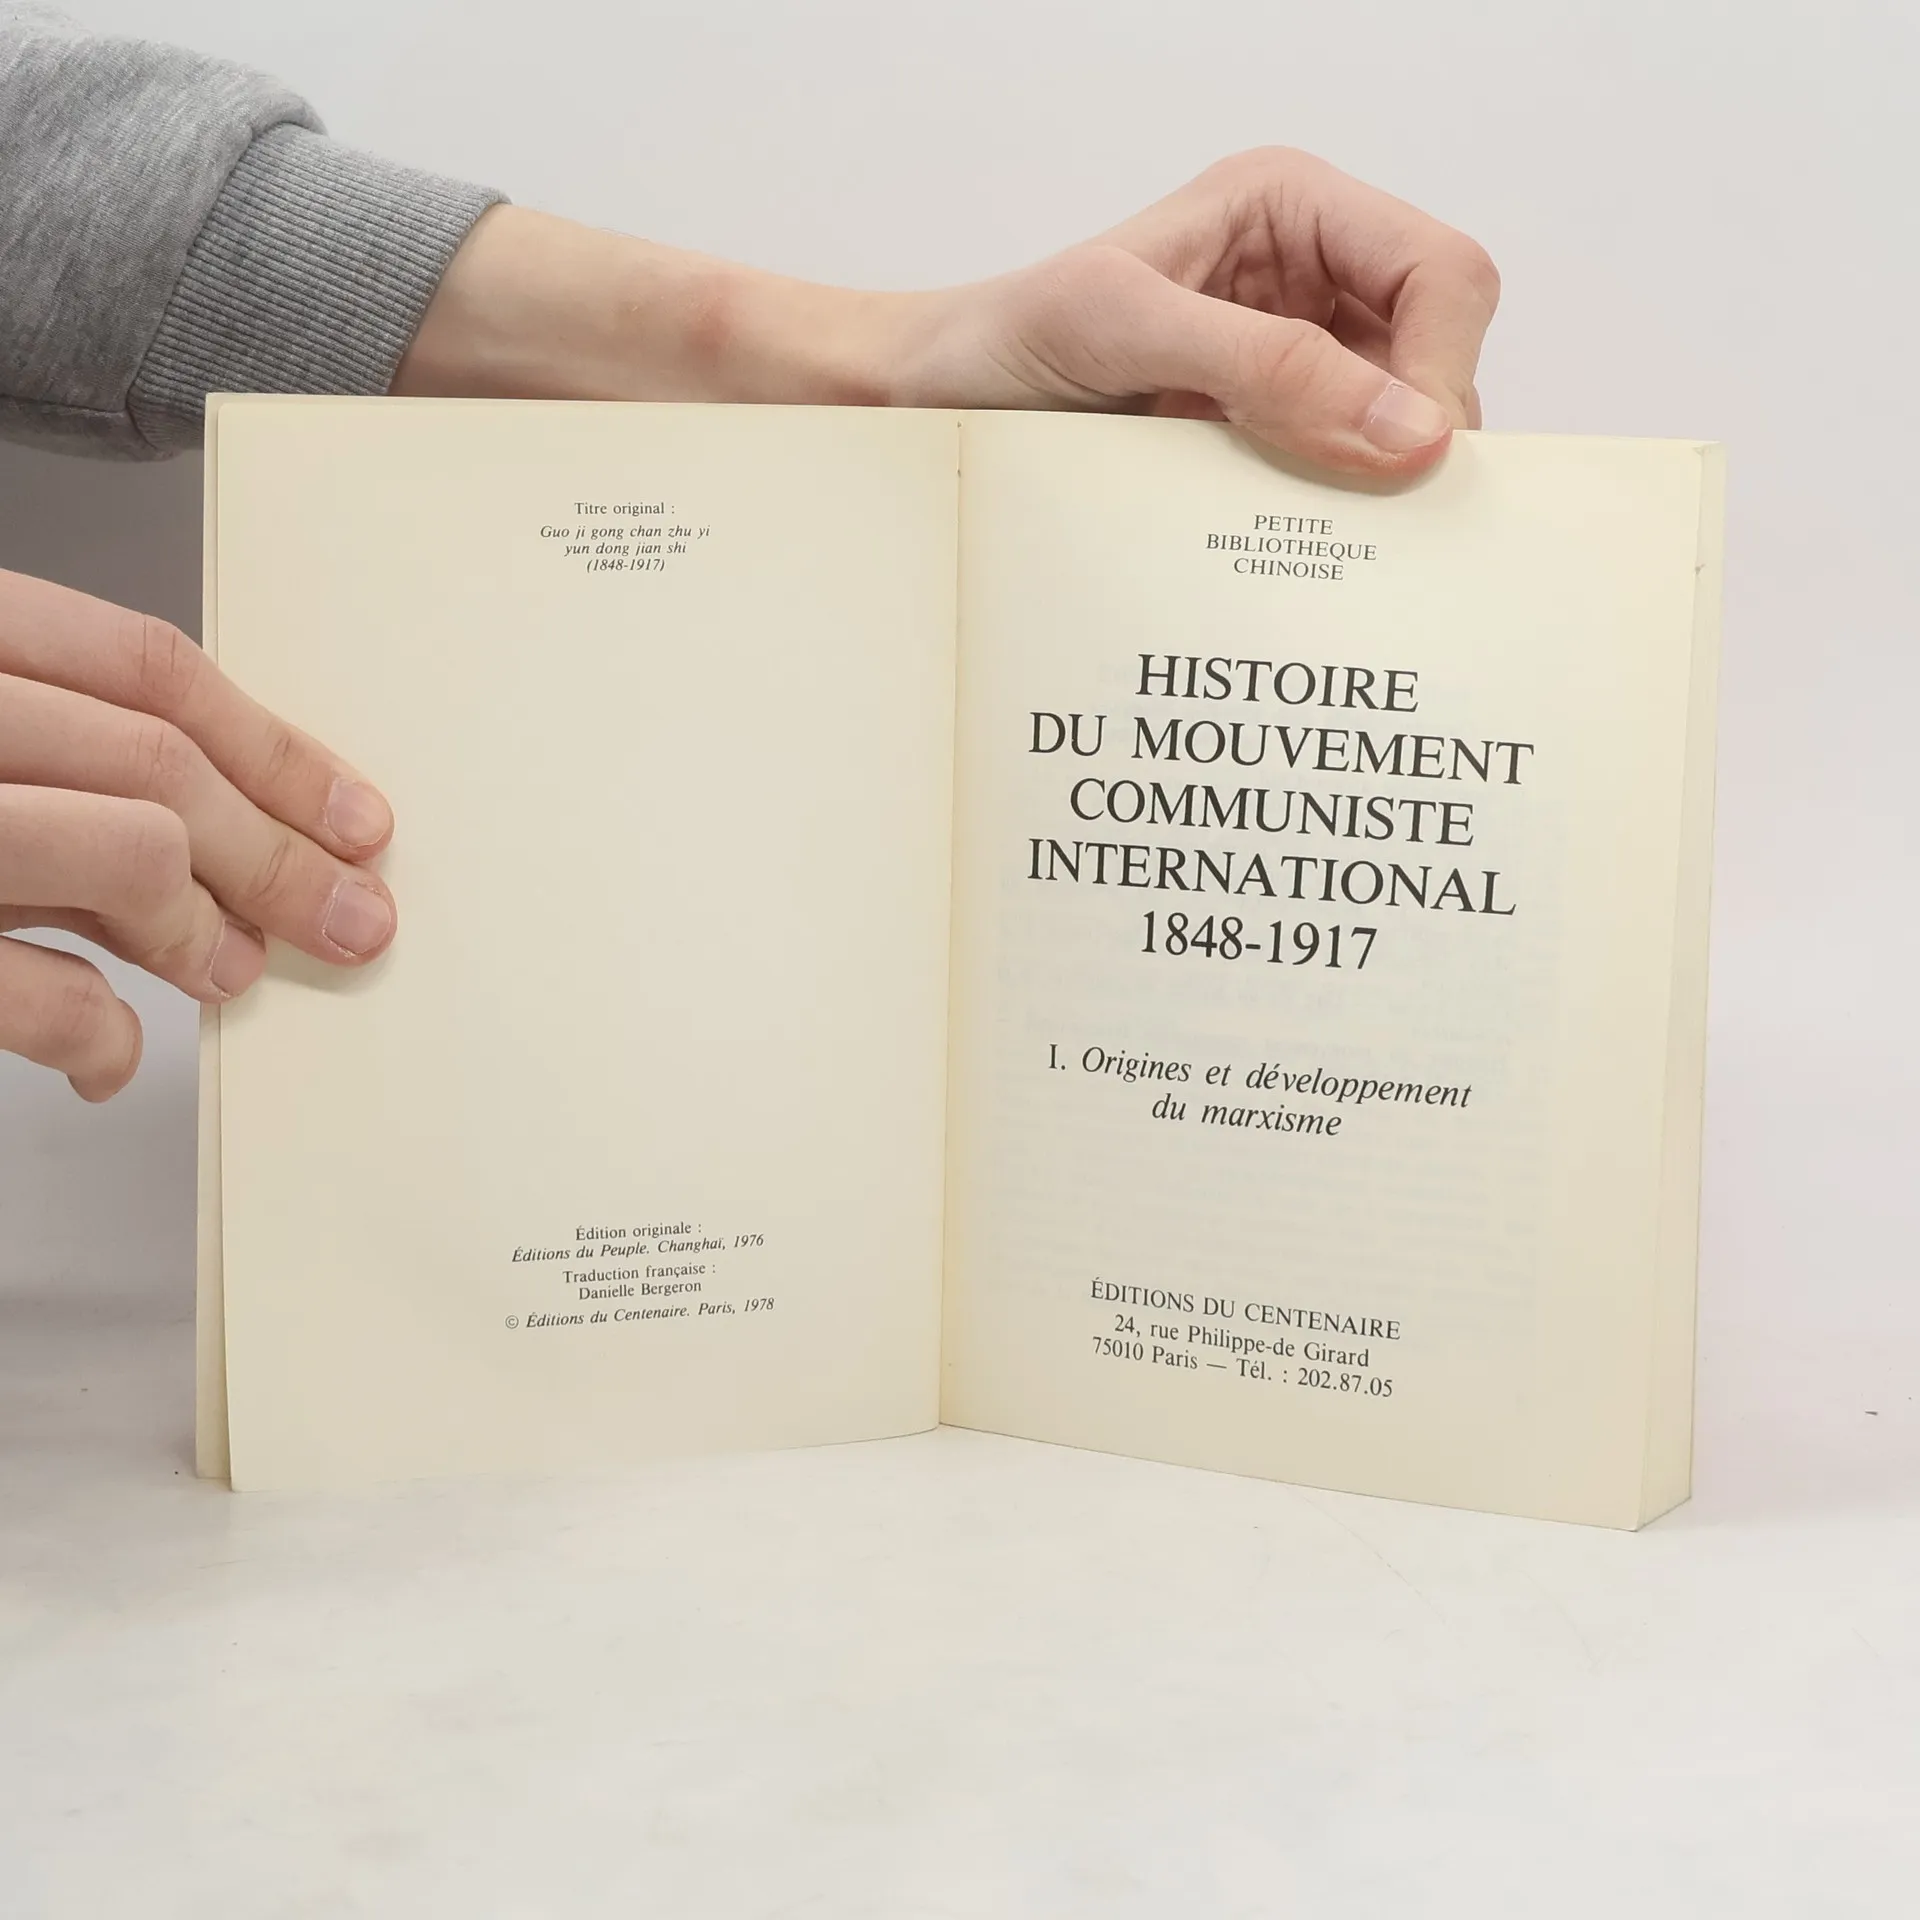 Titre original :
Guo ji gong chan zhu yi
yun dong jian shi
(1848-1917)
Édition originale :
Éditions du Peuple. Changhaï, 1976
Traduction française :
Danielle Bergeron
© Éditions du Centenaire. Paris, 1978
PETITE
BIBLIOTHEQUE
CHINOISE
HISTOIRE
DU MOUVEMENT
COMMUNISTE
INTERNATIONAL
1848-1917
I. Origines et développement
du marxisme
ÉDITIONS DU CENTENAIRE
24, rue Philippe-de Girard
75010 Paris — Tél. : 202.87.05